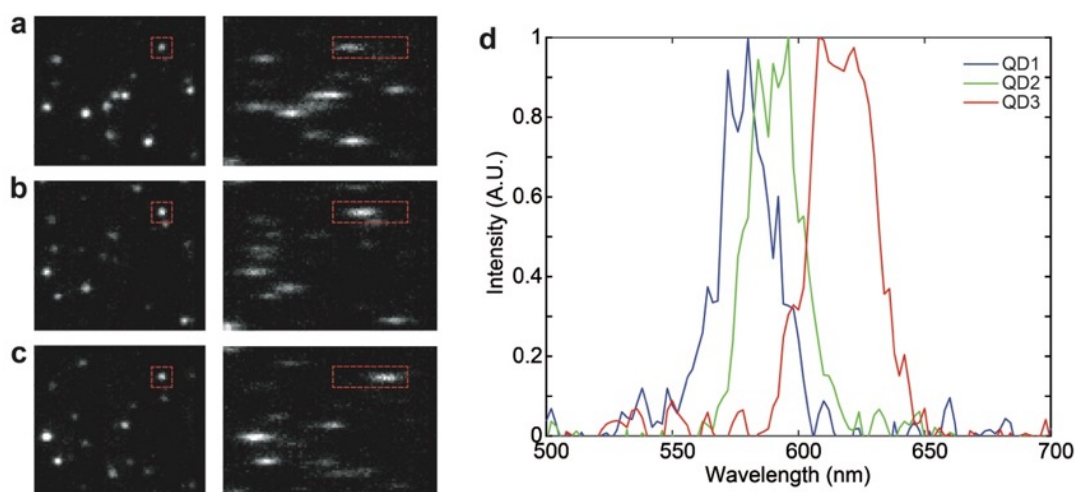 a
b
c
d
Intensity (A.U.)
1
0.8
0.6
0.4
0.2
0
500
550
600
650
700
Wavelength (nm)
QD1
QD2
QD3